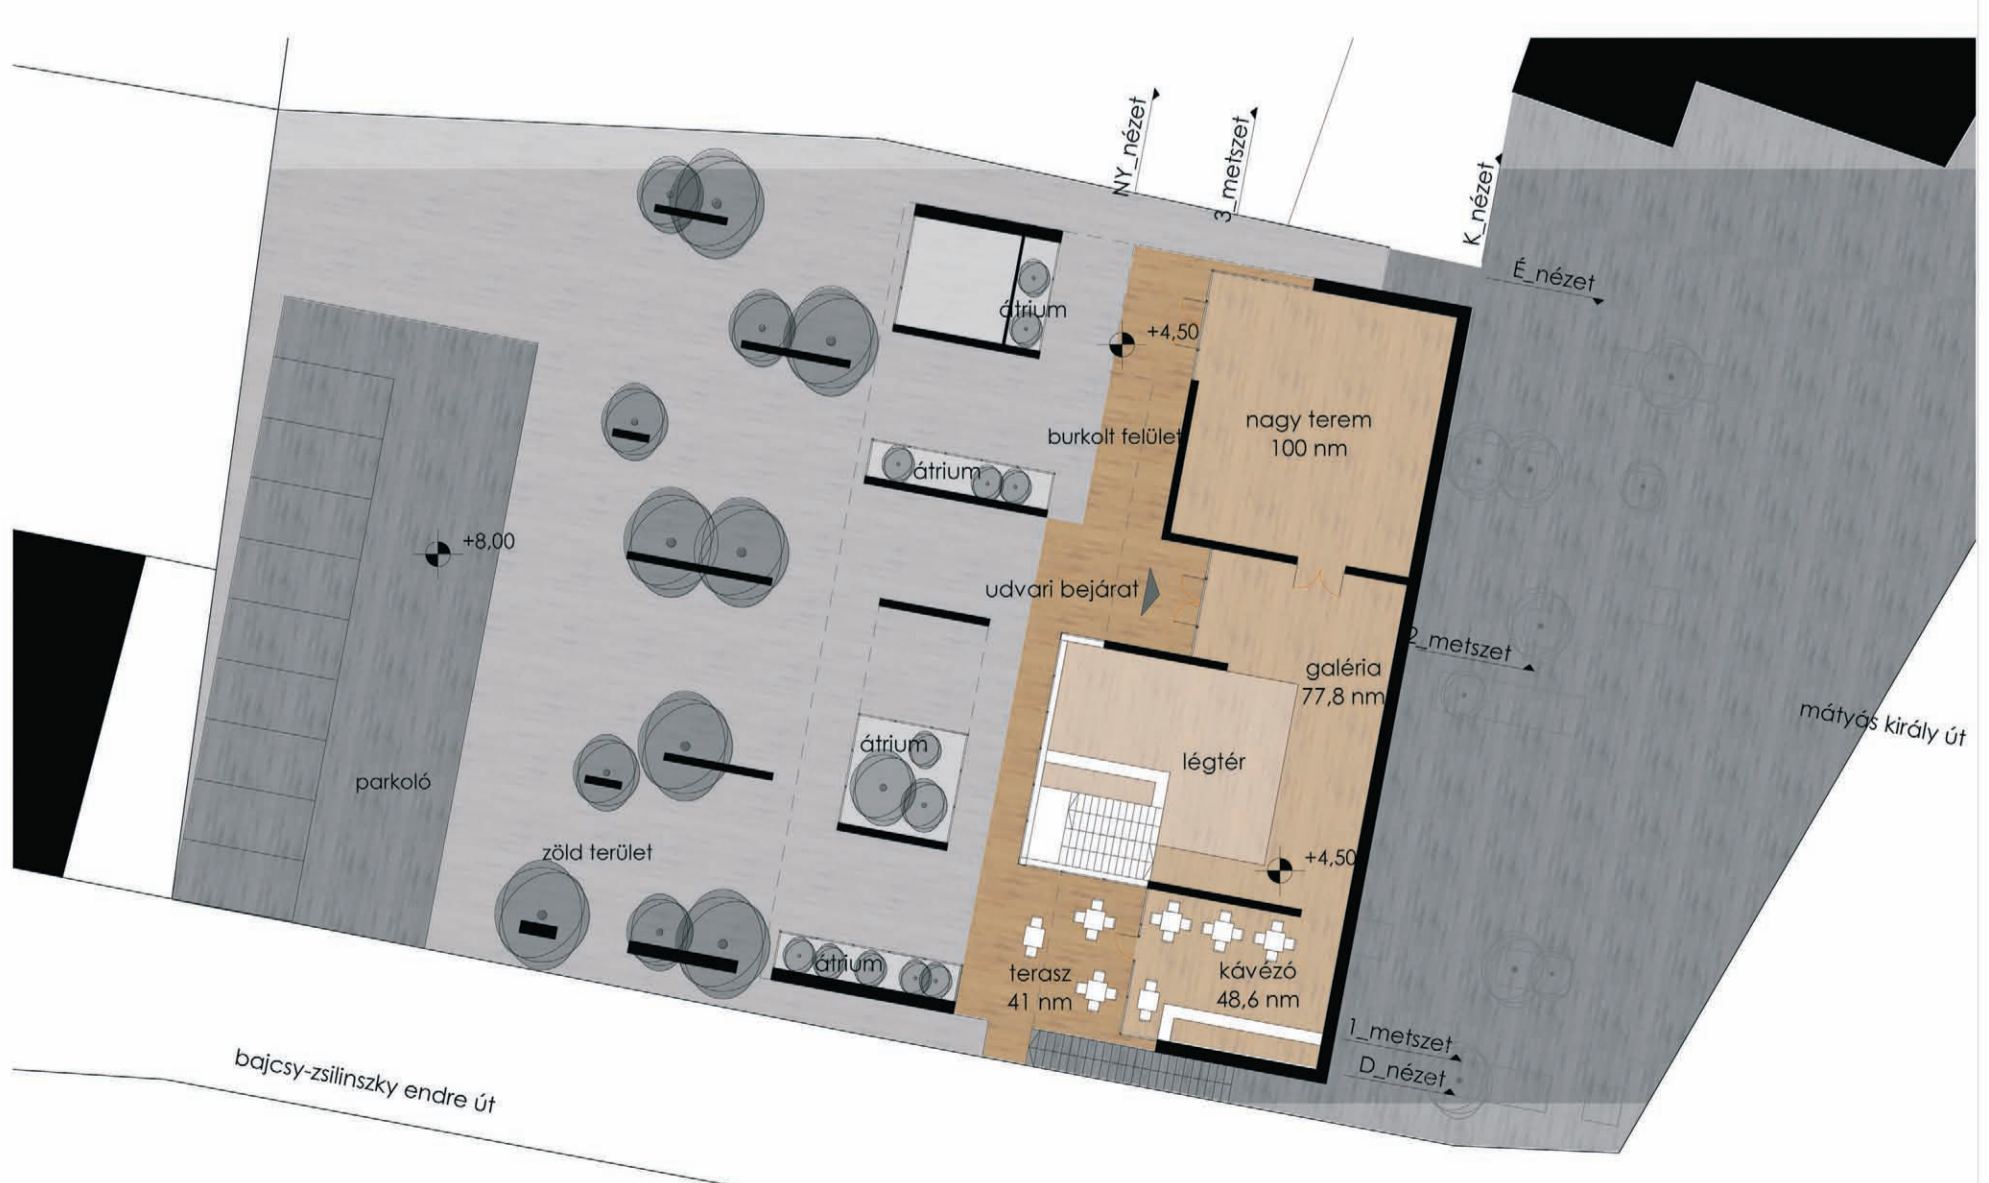 NY_nézet
3_metszet
K_nézet
É_nézet
átrium
+4,50
nagy terem
100 nm
burkolt felület
átrium
+8,00
udvari bejárat
2_metszet
galéria
77,8 nm
mátyás király út
átrium
légtér
parkoló
zöld terület
+4,50
átrium
terasz
41 nm
kávézó
48,6 nm
1_metszet
D_nézet
bajcsy-zsilinszky endre út